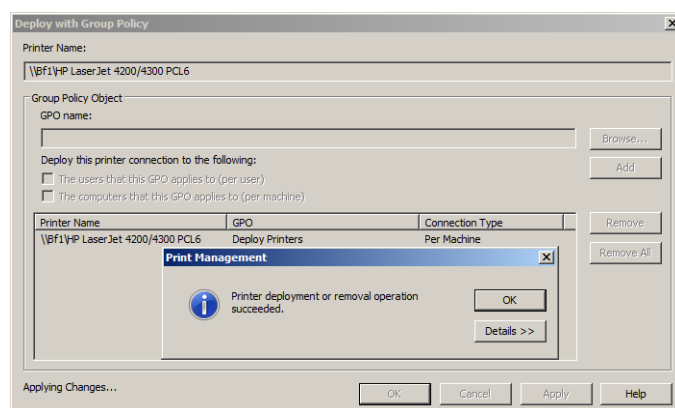 Deploy with Group Policy
Printer Name:
\\Bf1\HP LaserJet 4200/4300 PCL6
Group Policy Object
GPO name:
Browse...
Deploy this printer connection to the following:
Add
The users that this GPO applies to (per user)
The computers that this GPO applies to (per machine)
Printer Name GPO Connection Type
Remove
\\Bf1\HP LaserJet 4200/4300 PCL6 Deploy Printers Per Machine
Remove All
Print Management
Printer deployment or removal operation
succeeded.
OK
Details >>
Applying Changes...
OK Cancel Apply Help